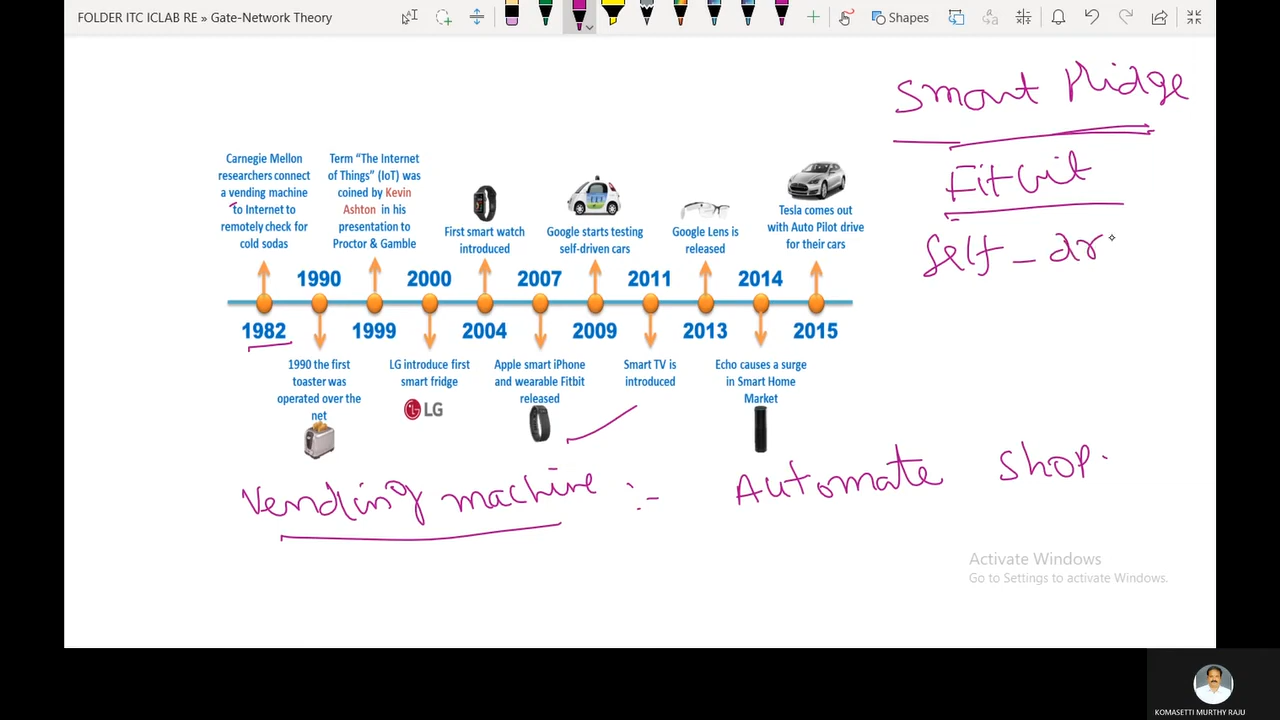 FOLDER ITC ICLAB RE » Gate-Network Theory
Shapes
Smart fridge
Fitbit
Self-dr
Carnegie Mellon
researchers connect
a vending machine
to Internet to
remotely check for
cold sodas
Term “The Internet
of Things” (IoT) was
coined by Kevin
Ashton in his
presentation to
Proctor & Gamble
First smart watch
introduced
Google starts testing
self-driven cars
Google Lens is
released
Tesla comes out
with Auto Pilot drive
for their cars
1990 2000 2007 2011 2014
1982 1999 2004 2009 2013 2015
1990 the first
toaster was
operated over the
net
LG introduce first
smart fridge
LG
Apple smart iPhone
and wearable Fitbit
released
Smart TV is
introduced
Echo causes a surge
in Smart Home
Market
Vending machine :- Automate Shop.
Activate Windows
Go to Settings to activate Windows.
KOMASETTI MURTHY RAJU